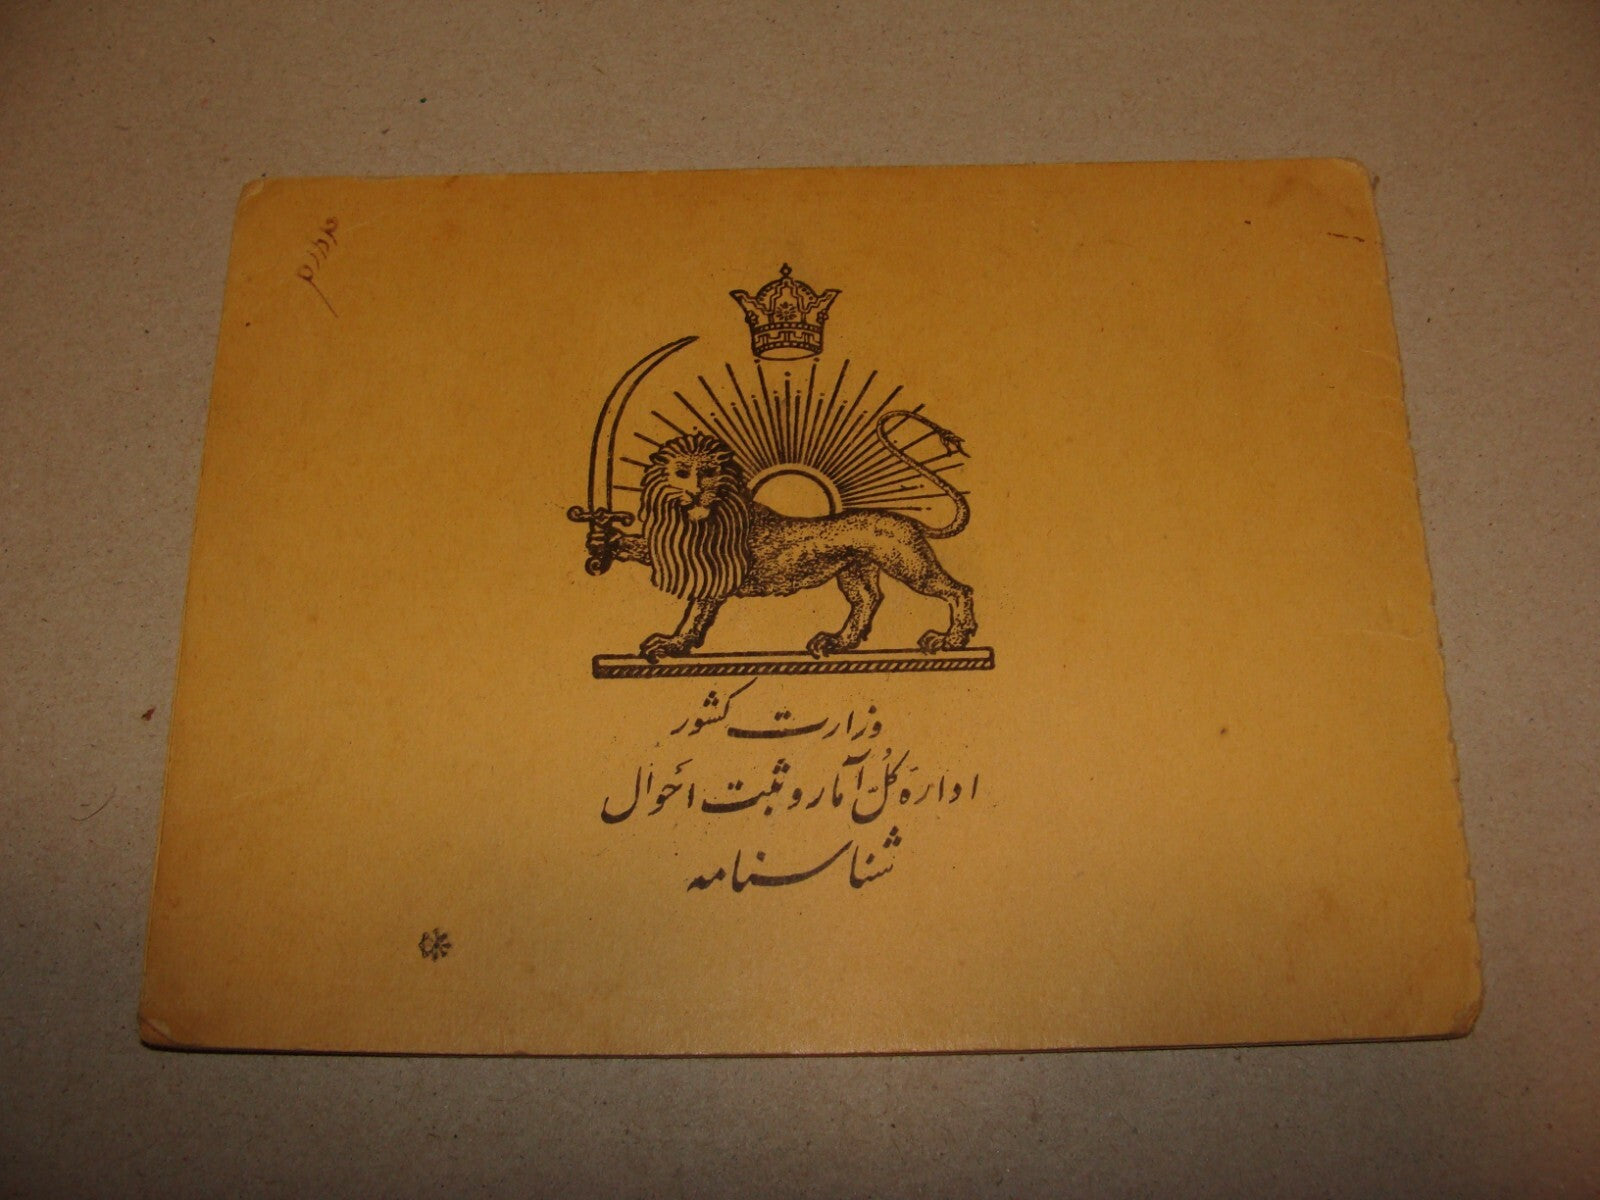 وزارت کشور
ادارهٔ کلّ آمار و ثبت احوال
شناسنامه